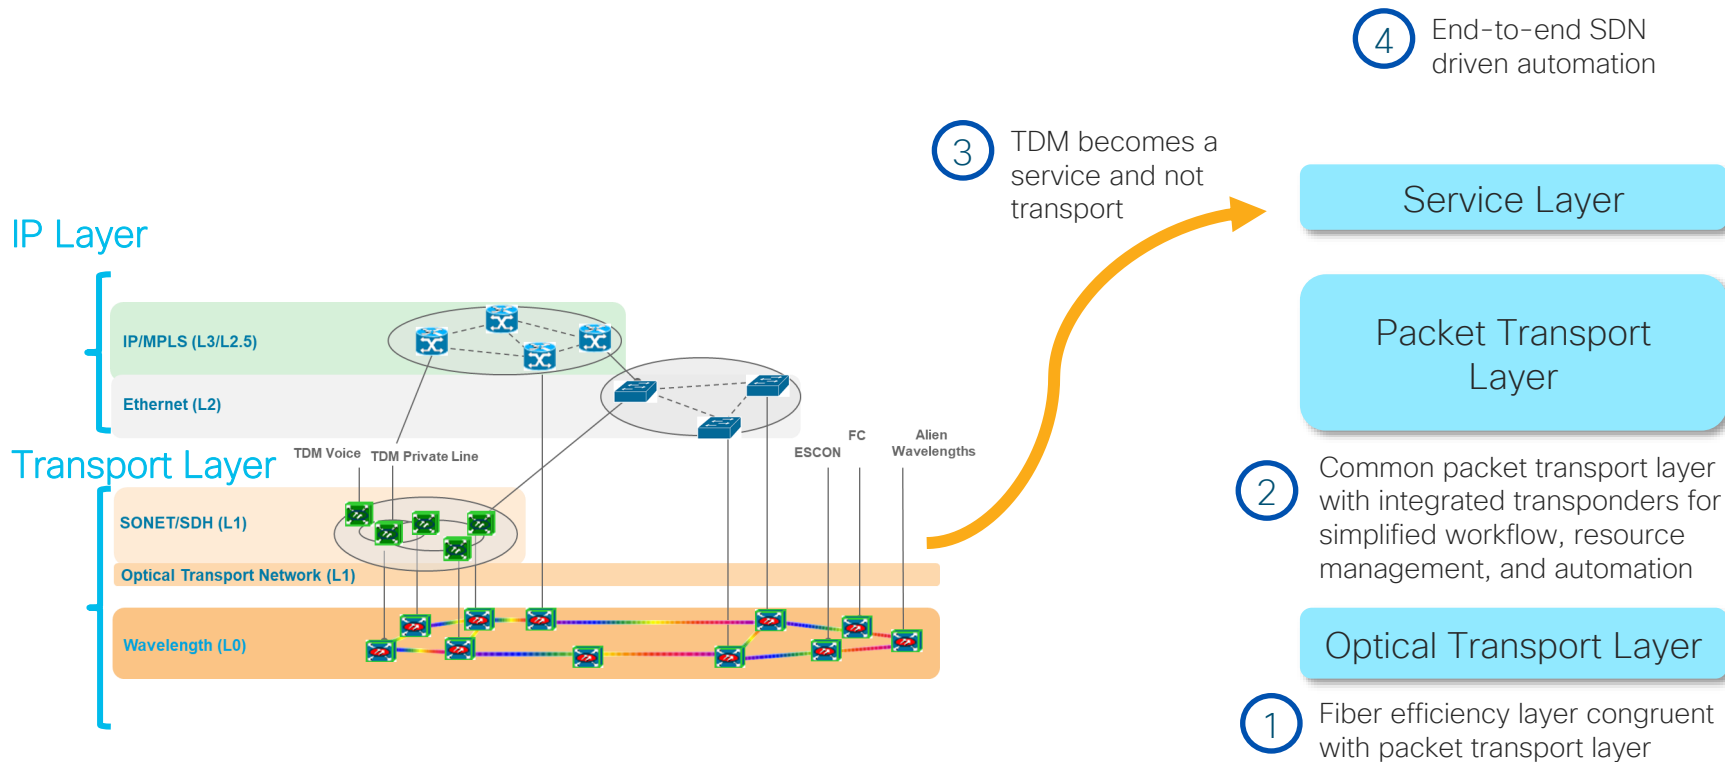 4
End-to-end SDN
driven automation
3
TDM becomes a
service and not
transport
Service Layer
IP Layer
Packet Transport
Layer
IP/MPLS (L3/L2.5)
Ethernet (L2)
Transport Layer
TDM Voice
TDM Private Line
ESCON
FC
Alien
Wavelengths
2
Common packet transport layer
with integrated transponders for
simplified workflow, resource
management, and automation
SONET/SDH (L1)
Optical Transport Network (L1)
Wavelength (L0)
Optical Transport Layer
1
Fiber efficiency layer congruent
with packet transport layer